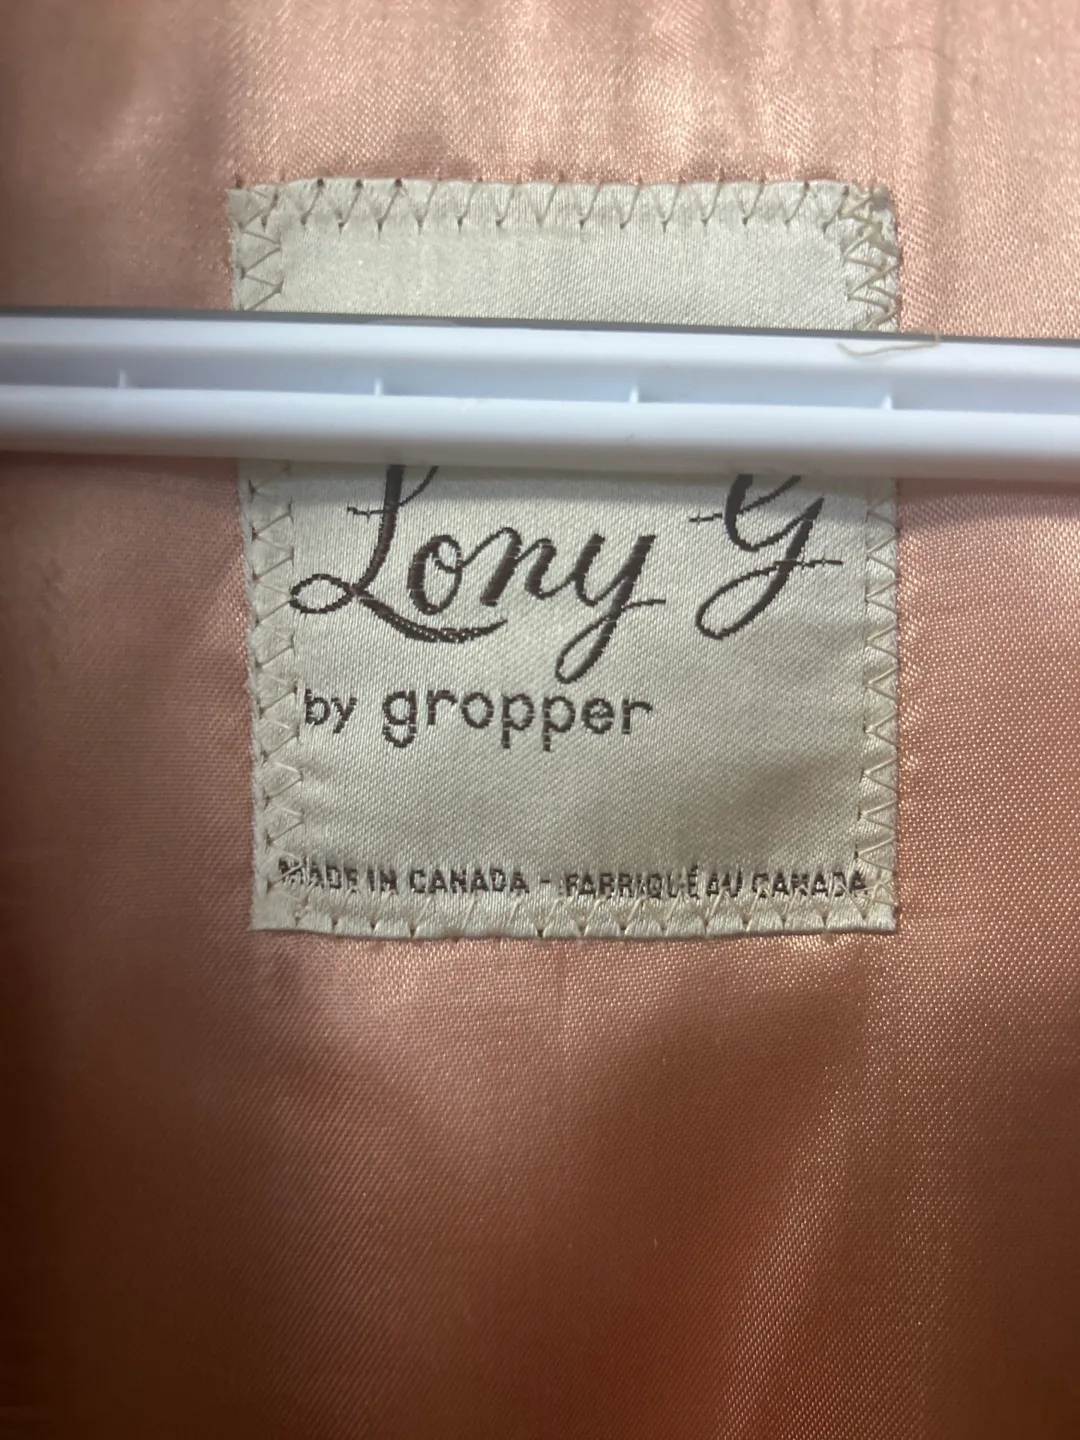 Lony G
by gropper
MADE IN CANADA - FABRIQUÉ AU CANADA